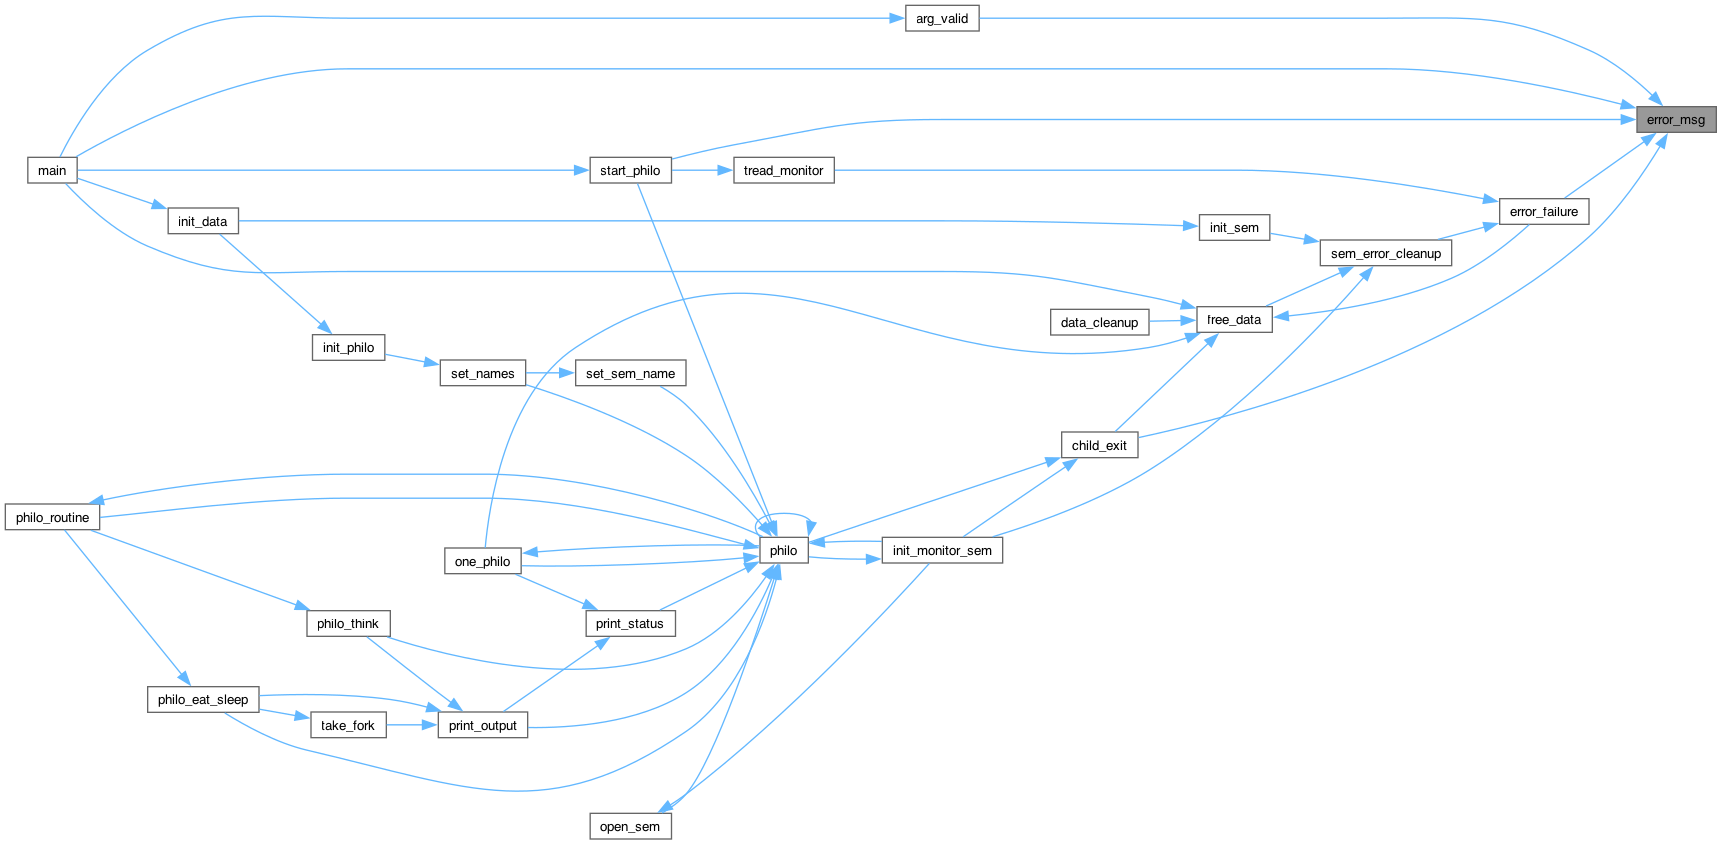 arg_valid
error_msg
main
start_philo
tread_monitor
init_data
init_sem
error_failure
sem_error_cleanup
data_cleanup
free_data
init_philo
set_names
set_sem_name
child_exit
philo_routine
one_philo
philo
init_monitor_sem
philo_think
print_status
philo_eat_sleep
take_fork
print_output
open_sem